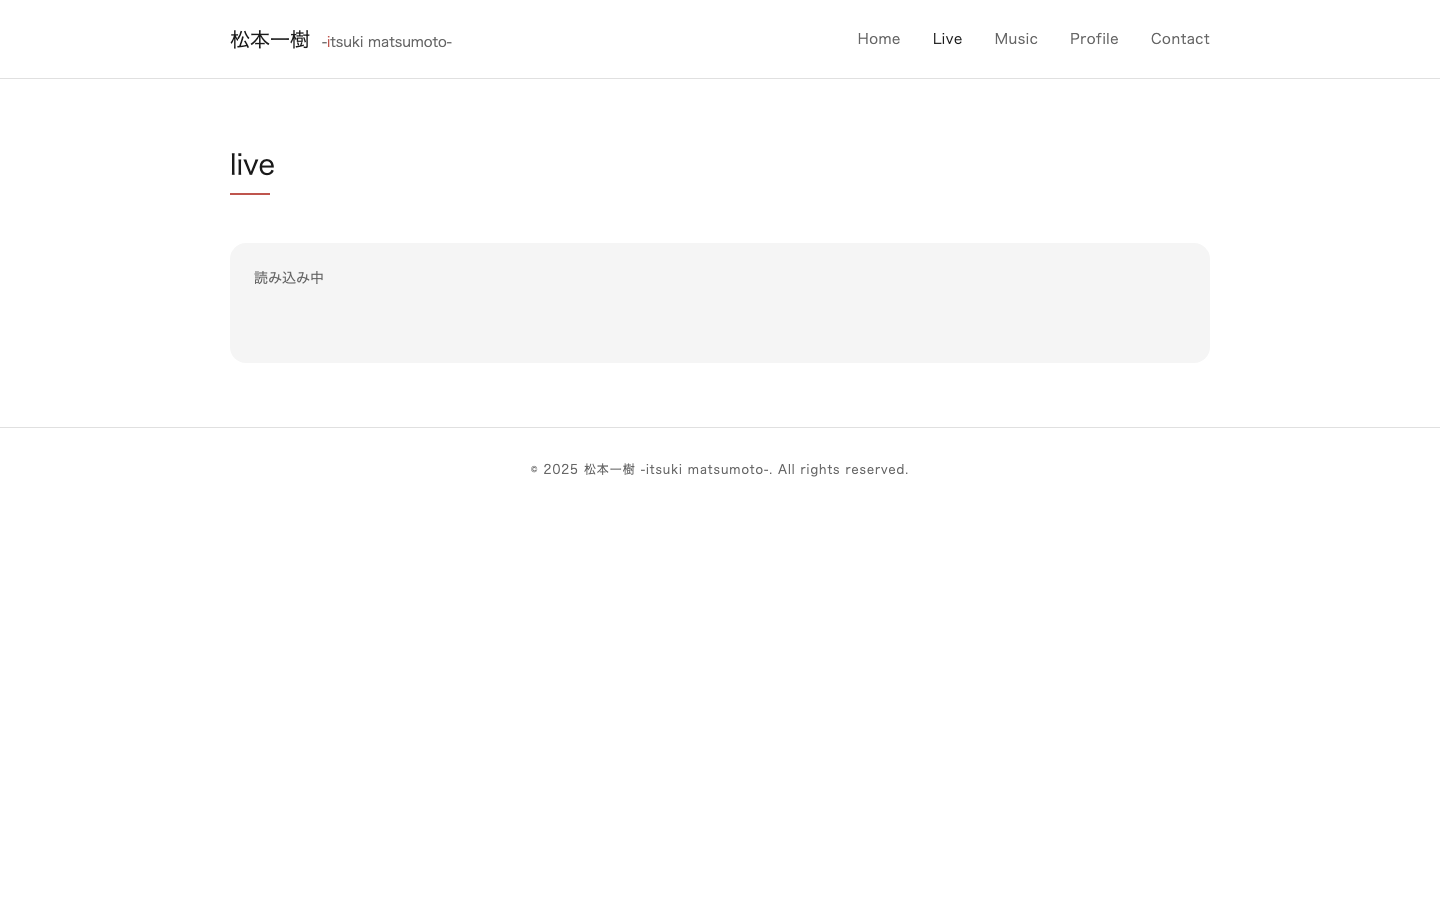 松本一樹 -itsuki matsumoto-
Home Live Music Profile Contact
live
読み込み中
© 2025 松本一樹 -itsuki matsumoto-. All rights reserved.